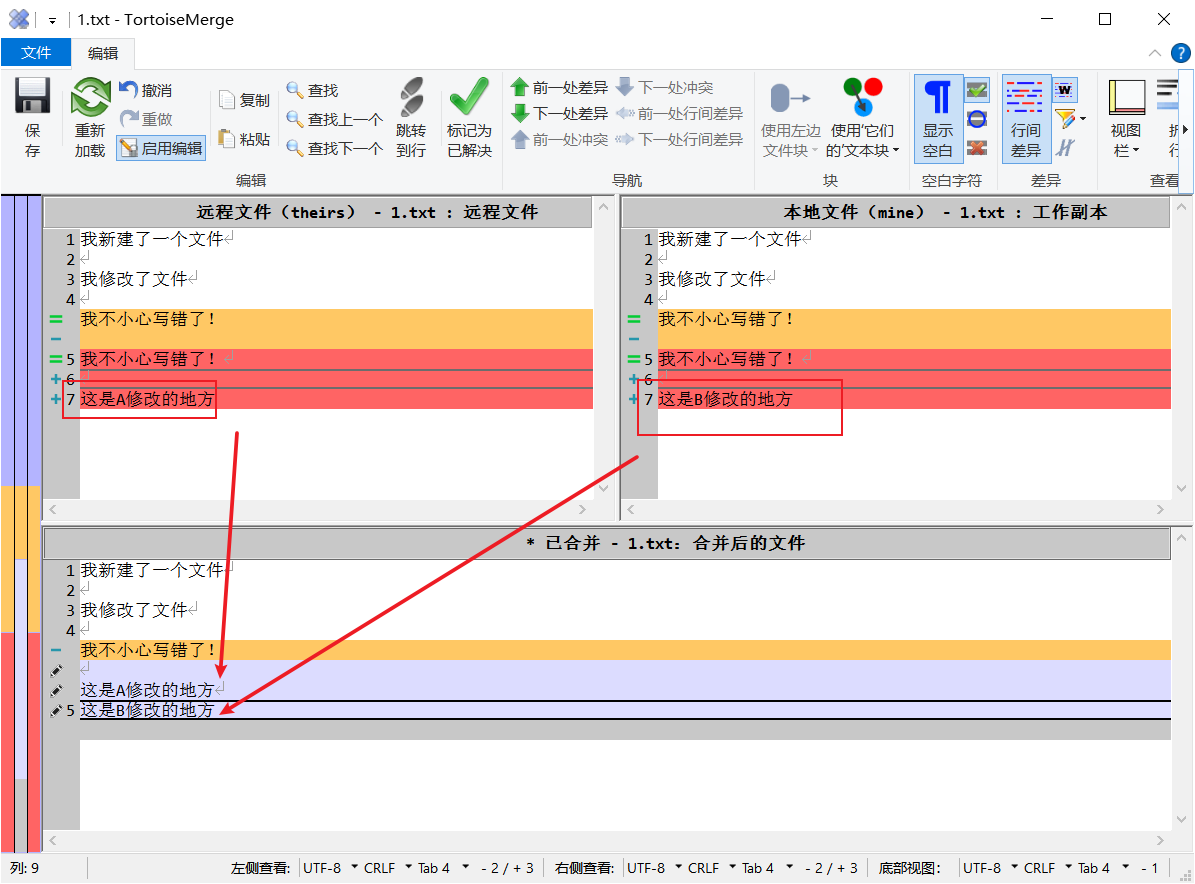 1.txt - TortoiseMerge
文件
编辑
?
保存
重新加载
撤消
重做
启用编辑
复制
粘贴
查找
查找上一个
查找下一个
跳转到行
标记为已解决
前一处差异
下一处差异
前一处冲突
下一处冲突
前一行间差异
下一行间差异
使用左边文件块
使用'它们的'文本块
显示空白
行间差异
W
视图栏
编辑
导航
块
空白字符
差异
查看
远程文件（theirs） - 1.txt : 远程文件
1 我新建了一个文件
2
3 我修改了文件
4
我不小心写错了！
5 我不小心写错了！
6
7 这是A修改的地方
本地文件（mine） - 1.txt : 工作副本
1 我新建了一个文件
2
3 我修改了文件
4
我不小心写错了！
5 我不小心写错了！
6
7 这是B修改的地方
* 已合并 - 1.txt: 合并后的文件
1 我新建了一个文件
2
3 我修改了文件
4
我不小心写错了！
这是A修改的地方
5 这是B修改的地方
列: 9
左侧查看: UTF-8 CRLF Tab 4 - 2 / + 3
右侧查看: UTF-8 CRLF Tab 4 - 2 / + 3
底部视图: UTF-8 CRLF Tab 4 - 1